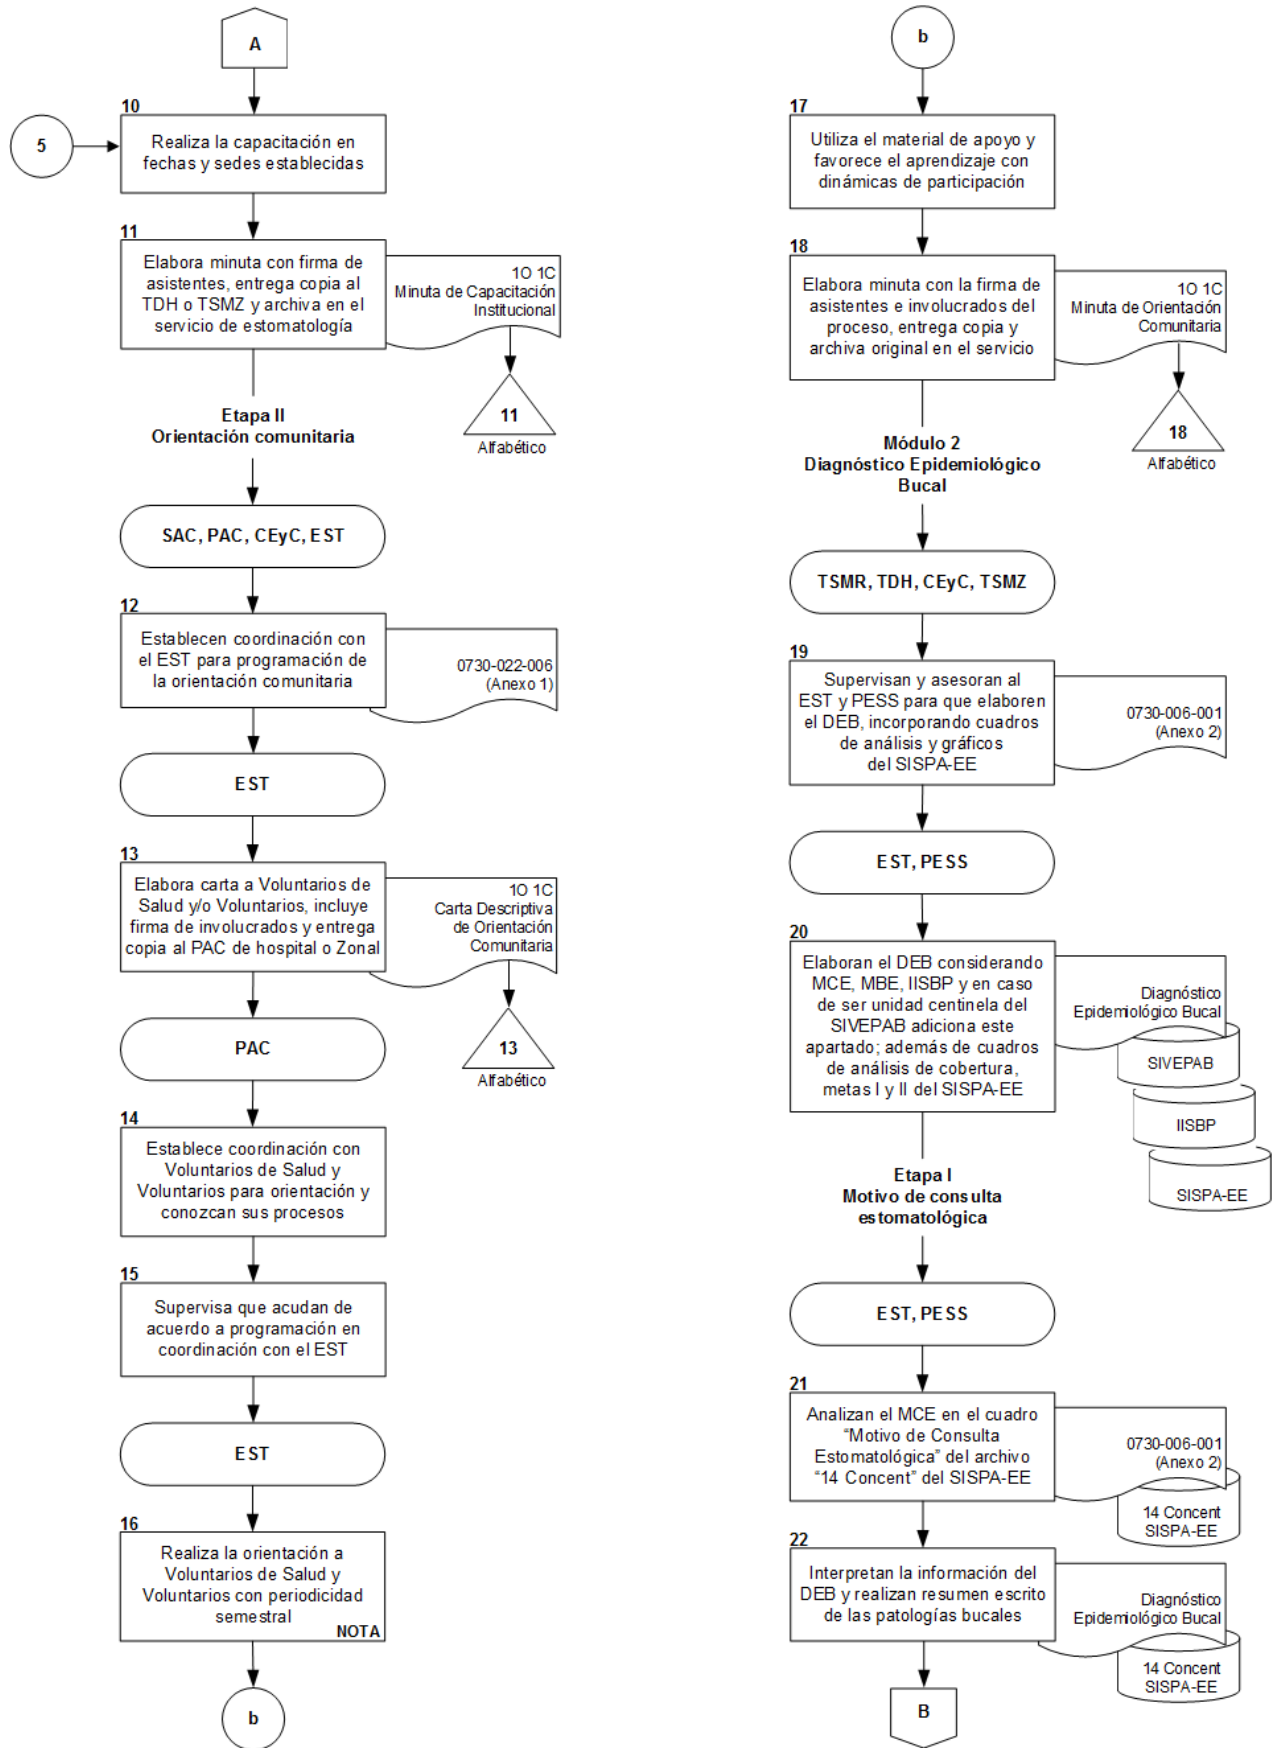 A
5
10
Realiza la capacitación en
fechas y sedes establecidas
11
Elabora minuta con firma de
asistentes, entrega copia al
TDH o TSMZ y archiva en el
servicio de estomatología
1O 1C
Minuta de Capacitación
Institucional
11
Alfabético
Etapa II
Orientación comunitaria
SAC, PAC, CEyC, EST
12
Establecen coordinación con
el EST para programación de
la orientación comunitaria
0730-022-006
(Anexo 1)
EST
13
Elabora carta a Voluntarios de
Salud y/o Voluntarios, incluye
firma de involucrados y entrega
copia al PAC de hospital o Zonal
1O 1C
Carta Descriptiva
de Orientación
Comunitaria
13
Alfabético
PAC
14
Establece coordinación con
Voluntarios de Salud y
Voluntarios para orientación y
conozcan sus procesos
15
Supervisa que acudan de
acuerdo a programación en
coordinación con el EST
EST
16
Realiza la orientación a
Voluntarios de Salud y
Voluntarios con periodicidad
semestral
NOTA
b
b
17
Utiliza el material de apoyo y
favorece el aprendizaje con
dinámicas de participación
18
Elabora minuta con la firma de
asistentes e involucrados del
proceso, entrega copia y
archiva original en el servicio
1O 1C
Minuta de Orientación
Comunitaria
18
Alfabético
Módulo 2
Diagnóstico Epidemiológico
Bucal
TSMR, TDH, CEyC, TSMZ
19
Supervisan y asesoran al
EST y PESS para que elaboren
el DEB, incorporando cuadros
de análisis y gráficos
del SISPA-EE
0730-006-001
(Anexo 2)
EST, PESS
20
Elaboran el DEB considerando
MCE, MBE, IISBP y en caso
de ser unidad centinela del
SIVEPAB adiciona este
apartado; además de cuadros
de análisis de cobertura,
metas I y II del SISPA-EE
Diagnóstico
Epidemiológico Bucal
SIVEPAB
IISBP
SISPA-EE
Etapa I
Motivo de consulta
estomatológica
EST, PESS
21
Analizan el MCE en el cuadro
“Motivo de Consulta
Estomatológica” del archivo
“14 Concent” del SISPA-EE
0730-006-001
(Anexo 2)
14 Concent
SISPA-EE
22
Interpretan la información del
DEB y realizan resumen escrito
de las patologías bucales
Diagnóstico
Epidemiológico Bucal
14 Concent
SISPA-EE
B